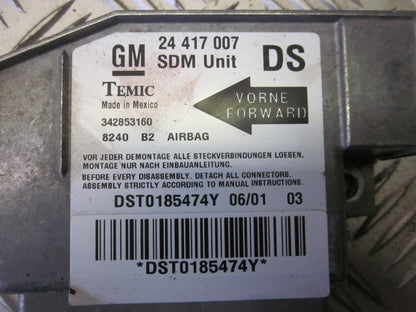 GM 24 417 007 DS
SDM Unit
TEMIC
Made in Mexico
VORNE
FORWARD
342853160
8240 B2 AIRBAG
VOR JEDER DEMONTAGE ALLE STECKVERBINDUNGEN LOESEN.
MONTAGE NUR NACH EINBAUANLEITUNG.
BEFORE EVERY DISASSEMBLY. DETACH ALL CONNECTORS.
ASSEMBLY STRICTLY ACCORDING TO MANUAL INSTRUCTIONS.
DST0185474Y 06/01 03
*DST0185474Y*